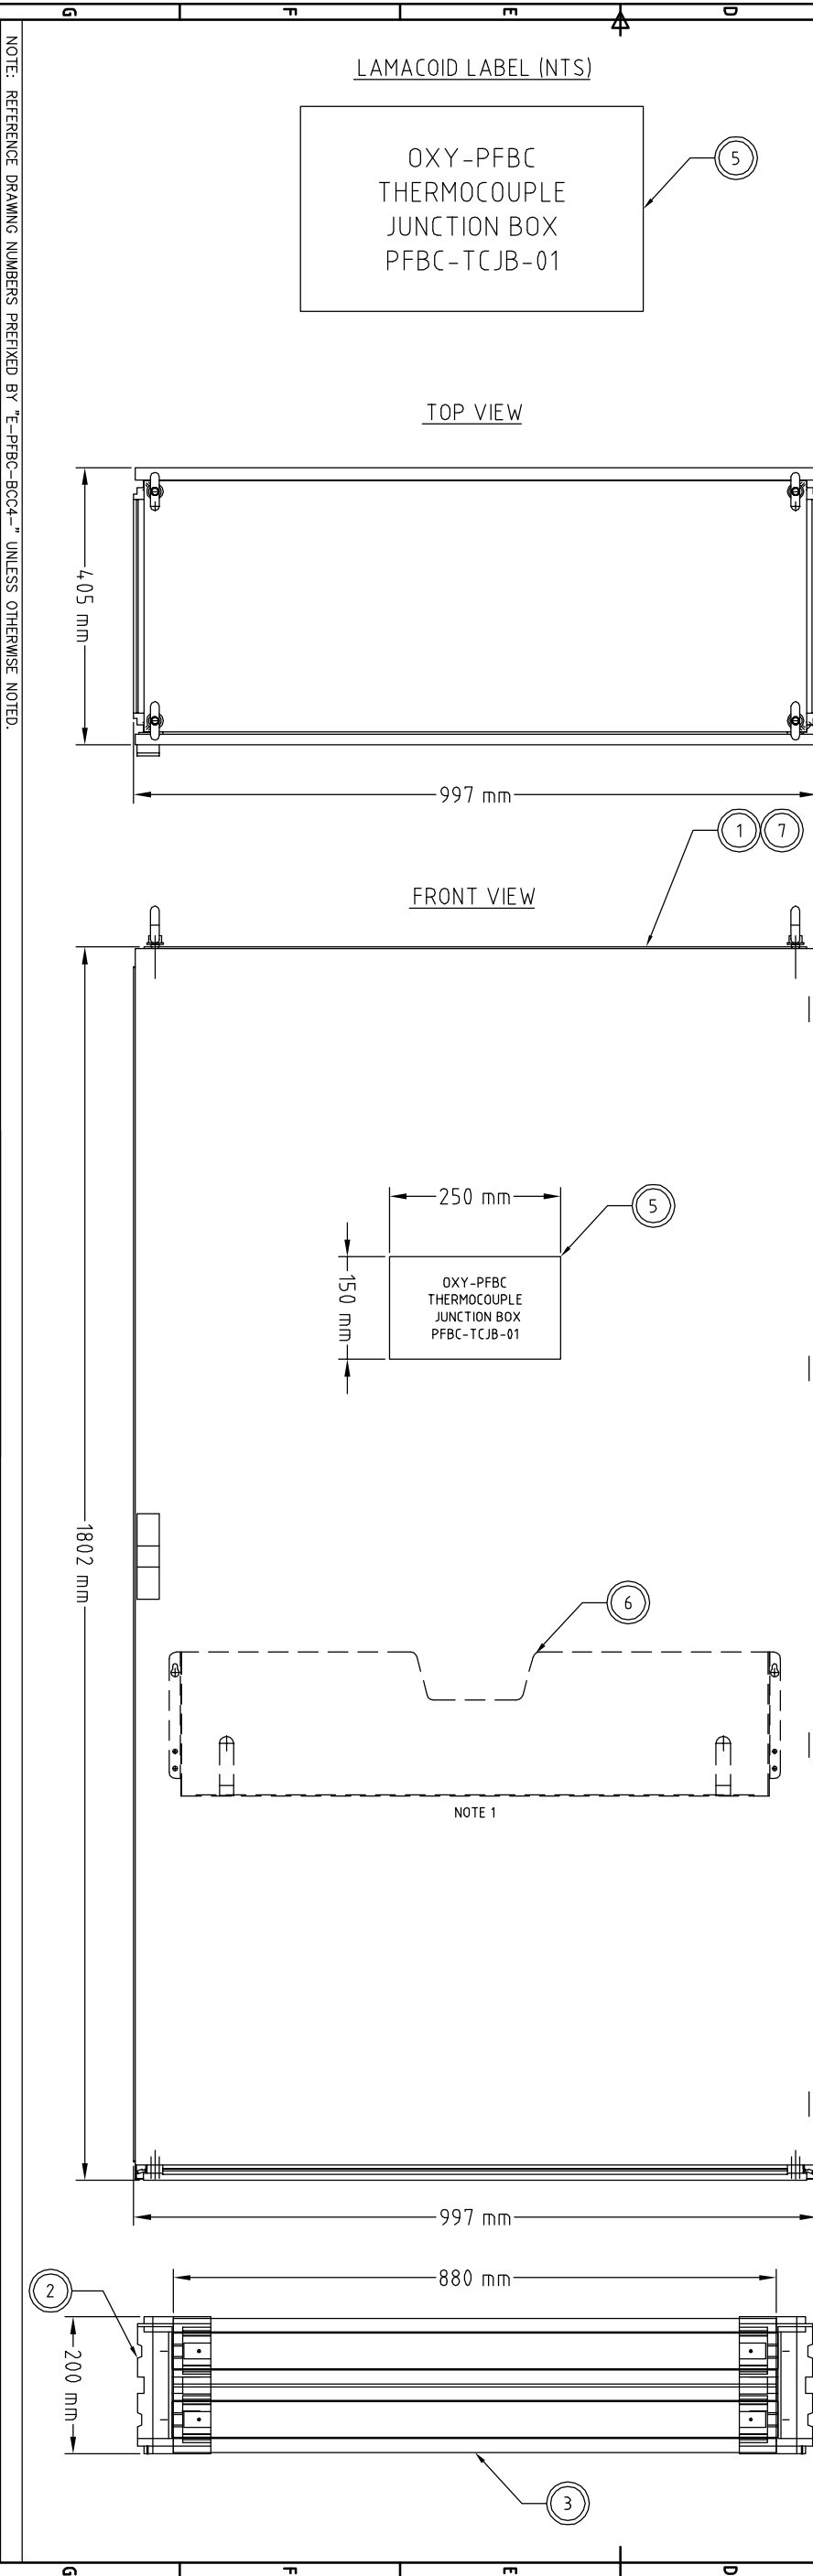 G F E D
LAMACOID LABEL (NTS)
OXY-PFBC
THERMOCOUPLE
JUNCTION BOX
PFBC-TCJB-01
5
TOP VIEW
405 mm
997 mm
1 7
FRONT VIEW
250 mm
5
150 mm
OXY-PFBC
THERMOCOUPLE
JUNCTION BOX
PFBC-TCJB-01
1802 mm
6
NOTE 1
997 mm
880 mm
2
200 mm
3
G F E D
NOTE: REFERENCE DRAWING NUMBERS PREFIXED BY "E-PFBC-BCC4-" UNLESS OTHERWISE NOTED.